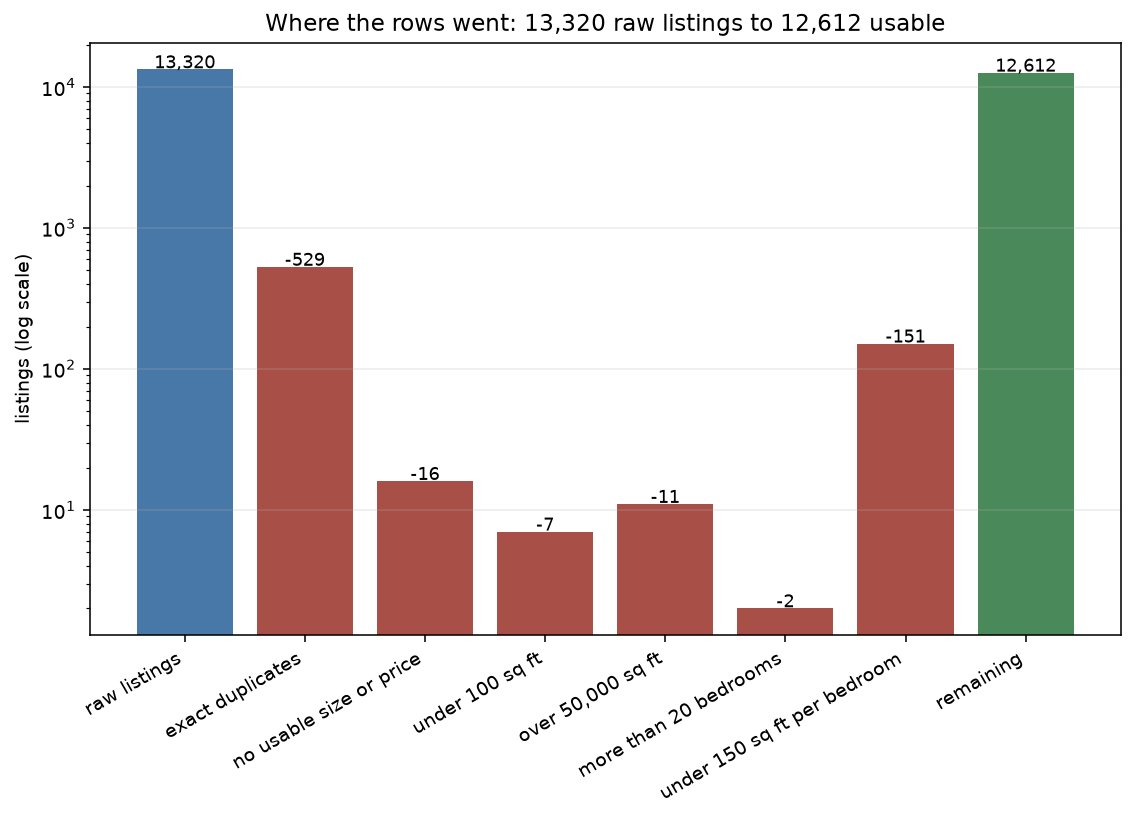 Where the rows went: 13,320 raw listings to 12,612 usable
listings (log scale)
10⁴
10³
10²
10¹
13,320
-529
-16
-7
-11
-2
-151
12,612
raw listings
exact duplicates
no usable size or price
under 100 sq ft
over 50,000 sq ft
more than 20 bedrooms
under 150 sq ft per bedroom
remaining